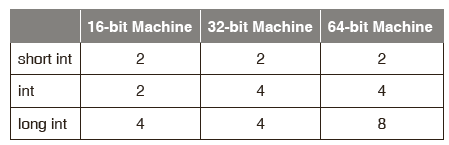 16-bit Machine 32-bit Machine 64-bit Machine
short int 2 2 2
int 2 4 4
long int 4 4 8